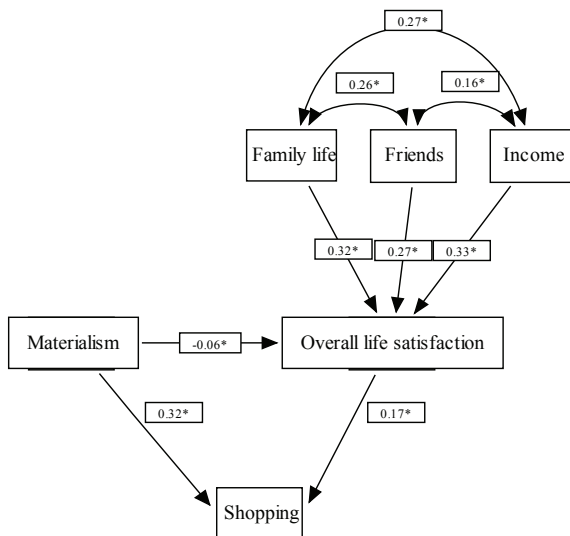 0.27*
0.26*
0.16*
Family life
Friends
Income
0.32*
0.27*
0.33*
Materialism
-0.06*
Overall life satisfaction
0.32*
0.17*
Shopping